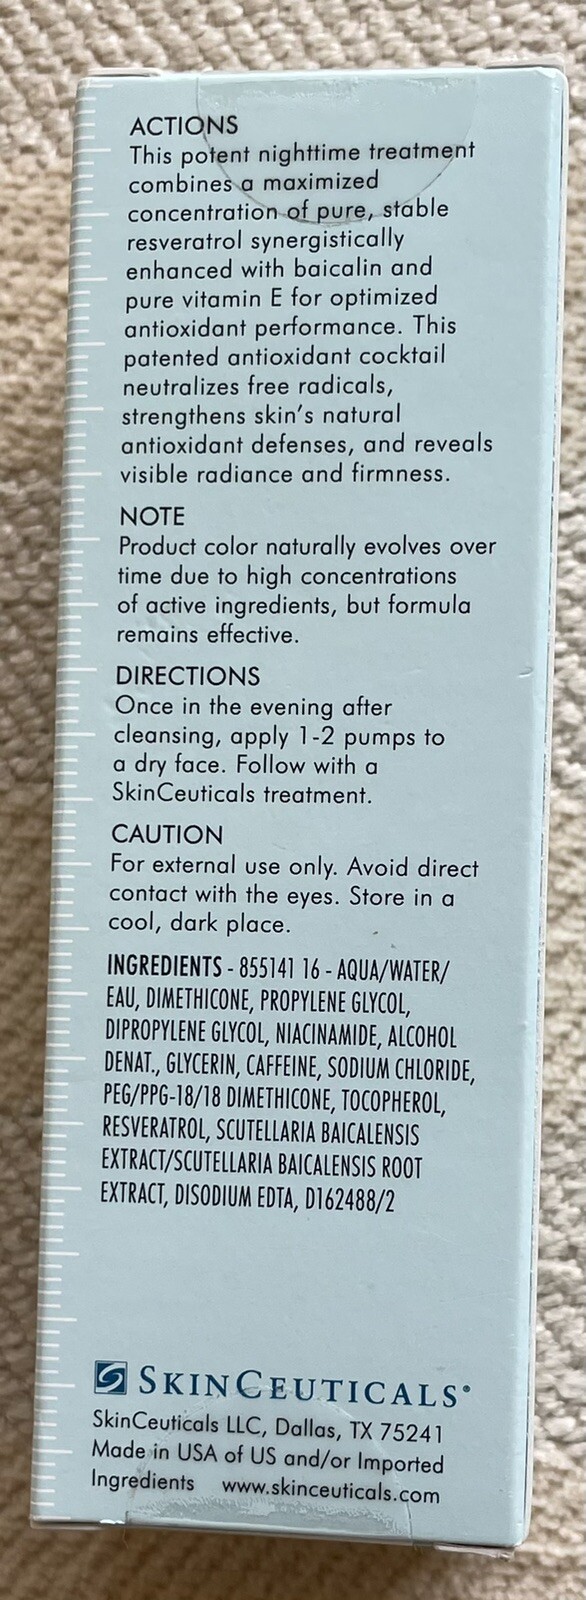 ACTIONS
This potent nighttime treatment
combines a maximized
concentration of pure, stable
resveratrol synergistically
enhanced with baicalin and
pure vitamin E for optimized
antioxidant performance. This
patented antioxidant cocktail
neutralizes free radicals,
strengthens skin's natural
antioxidant defenses, and reveals
visible radiance and firmness.
NOTE
Product color naturally evolves over
time due to high concentrations
of active ingredients, but formula
remains effective.
DIRECTIONS
Once in the evening after
cleansing, apply 1-2 pumps to
a dry face. Follow with a
SkinCeuticals treatment.
CAUTION
For external use only. Avoid direct
contact with the eyes. Store in a
cool, dark place.
INGREDIENTS - 855141 16 - AQUA/WATER/
EAU, DIMETHICONE, PROPYLENE GLYCOL,
DIPROPYLENE GLYCOL, NIACINAMIDE, ALCOHOL
DENAT., GLYCERIN, CAFFEINE, SODIUM CHLORIDE,
PEG/PPG-18/18 DIMETHICONE, TOCOPHEROL,
RESVERATROL, SCUTELLARIA BAICALENSIS
EXTRACT/SCUTELLARIA BAICALENSIS ROOT
EXTRACT, DISODIUM EDTA, D162488/2
SKINCEUTICALS®
SkinCeuticals LLC, Dallas, TX 75241
Made in USA of US and/or Imported
Ingredients www.skinceuticals.com